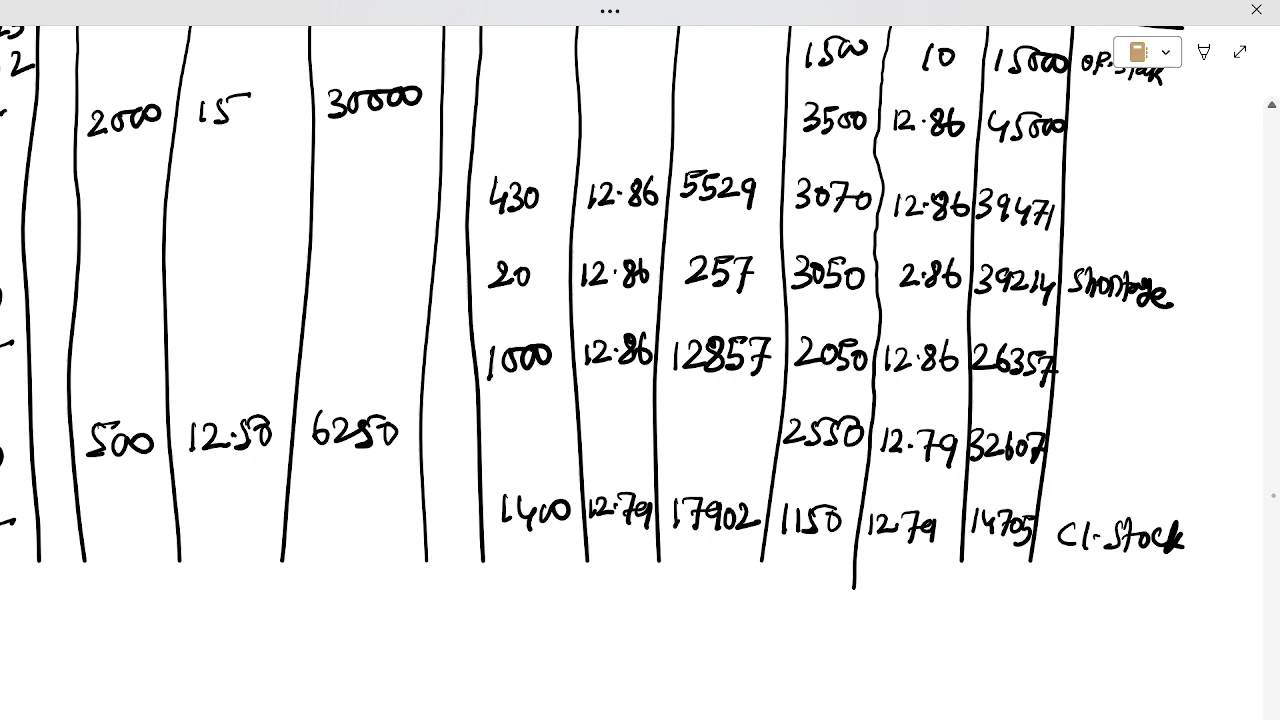 1500 10 15000 op. stock
2000 15 30000 3500 12.86 45000
430 12.86 5529 3070 12.86 39471
20 12.86 257 3050 2.86 39214 Shortage
1000 12.86 12857 2050 12.86 26357
500 12.50 6250 2550 12.79 32607
1400 12.79 17902 1150 12.79 14705 Cl. Stock